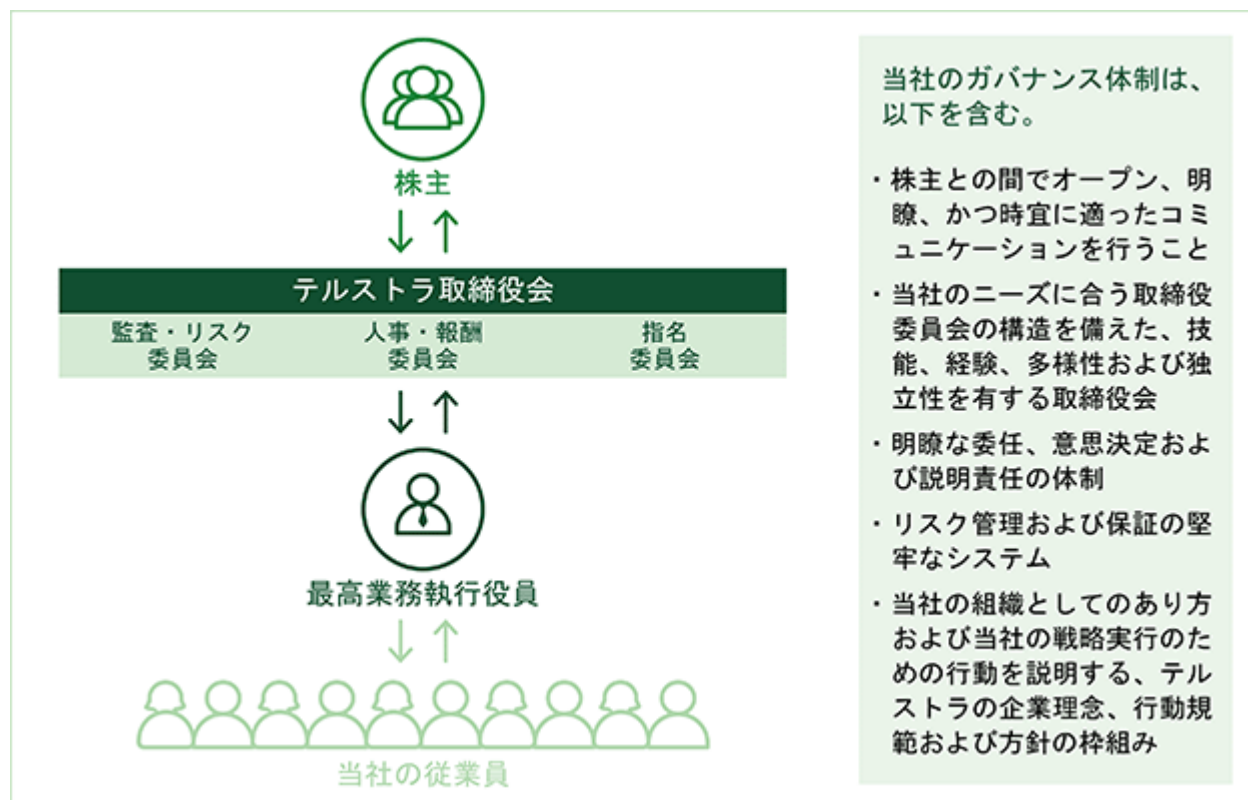 株主
テルストラ取締役会
監査・リスク
委員会
人事・報酬
委員会
指名
委員会
最高業務執行役員
当社の従業員
当社のガバナンス体制は、
以下を含む。
・株主との間でオープン、明
瞭、かつ時宜に適ったコミ
ュニケーションを行うこと
・当社のニーズに合う取締役
委員会の構造を備えた、技
能、経験、多様性および独
立性を有する取締役会
・明瞭な委任、意思決定およ
び説明責任の体制
・リスク管理および保証の堅
牢なシステム
・当社の組織としてのあり方
および当社の戦略実行のた
めの行動を説明する、テル
ストラの企業理念、行動規
範および方針の枠組み